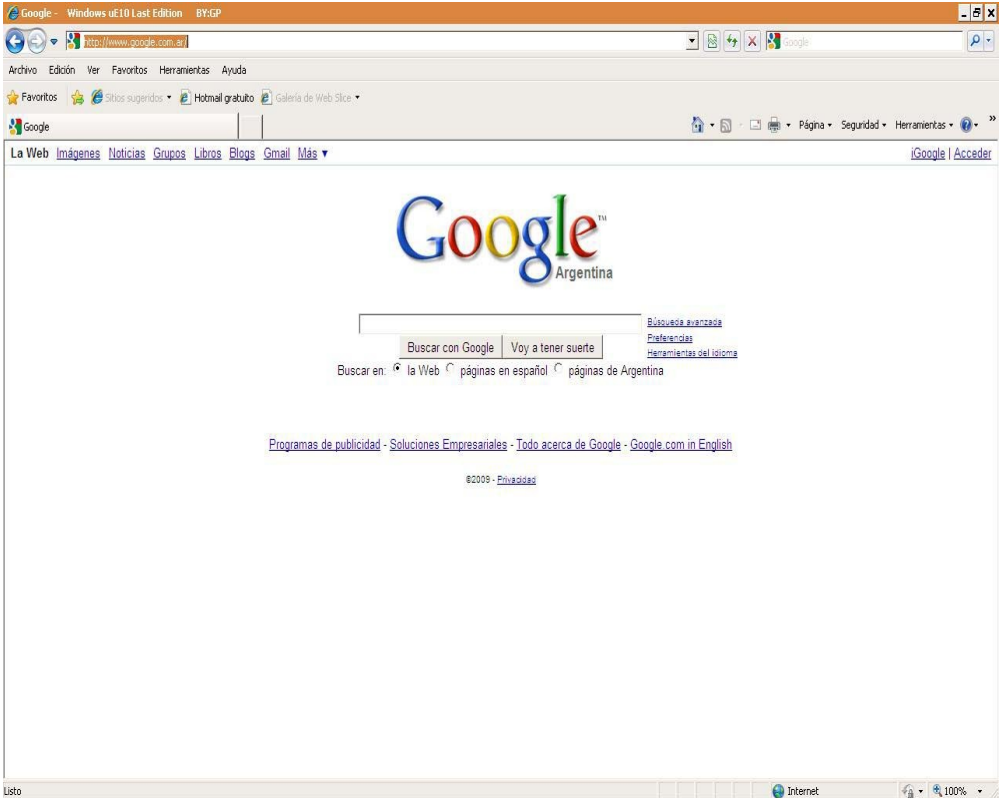 Google - Windows uE10 Last Edition BY:GP
http://www.google.com.ar/ Google
Archivo Edición Ver Favoritos Herramientas Ayuda
Favoritos Sitios sugeridos Hotmail gratuito Galería de Web Slice
Google Página Seguridad Herramientas
La Web Imágenes Noticias Grupos Libros Blogs Gmail Más ▼ iGoogle | Acceder
Google™
Argentina
Búsqueda avanzada
Buscar con Google Voy a tener suerte Preferencias
Herramientas del idioma
Buscar en: la Web páginas en español páginas de Argentina
Programas de publicidad - Soluciones Empresariales - Todo acerca de Google - Google.com in English
©2009 - Privacidad
Listo Internet 100%